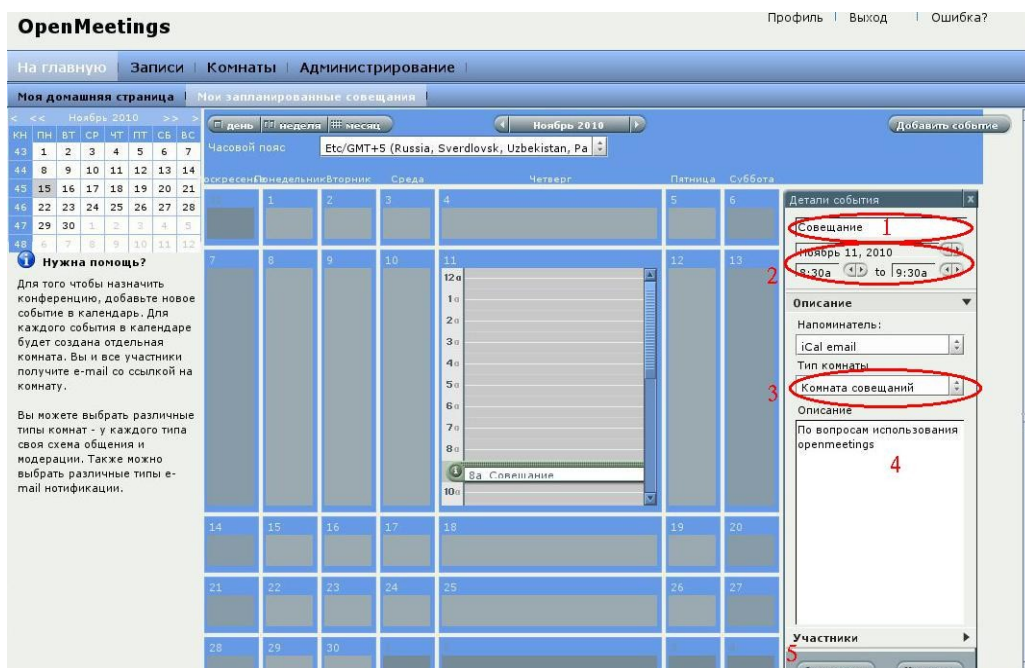 OpenMeetings
Профиль | Выход | Ошибка?
На главную | Записи | Комнаты | Администрирование |
Моя домашняя страница | Мои запланированные совещания |
< << Ноябрь 2010 >> >
КН ПН ВТ СР ЧТ ПТ СБ ВС
43 1 2 3 4 5 6 7
44 8 9 10 11 12 13 14
45 15 16 17 18 19 20 21
46 22 23 24 25 26 27 28
47 29 30 1 2 3 4 5
48 6 7 8 9 10 11 12
Нужна помощь?
Для того чтобы назначить
конференцию, добавьте новое
событие в календарь. Для
каждого события в календаре
будет создана отдельная
комната. Вы и все участники
получите e-mail со ссылкой на
комнату.
Вы можете выбрать различные
типы комнат - у каждого типа
своя схема общения и
модерации. Также можно
выбрать различные типы e-
mail нотификации.
день неделя месяц
Ноябрь 2010
Добавить событие
Часовой пояс
Etc/GMT+5 (Russia, Sverdlovsk, Uzbekistan, Pa
Вторник Среда Четверг Пятница Суббота
1 2 3 4 5 6
7 8 9 10 11 12 13
12a
1a
2a
3a
4a
5a
6a
7a
8a
8a Совещание
10a
14 15 16 17 18 19 20
21 22 23 24 25 26 27
28 29 30
Детали события x
Совещание 1
Ноябрь 11, 2010
2
8:30a to 9:30a
Описание
Напоминатель:
iCal email
Тип комнаты
3
Комната совещаний
Описание
По вопросам использования
openmeetings
4
Участники
5